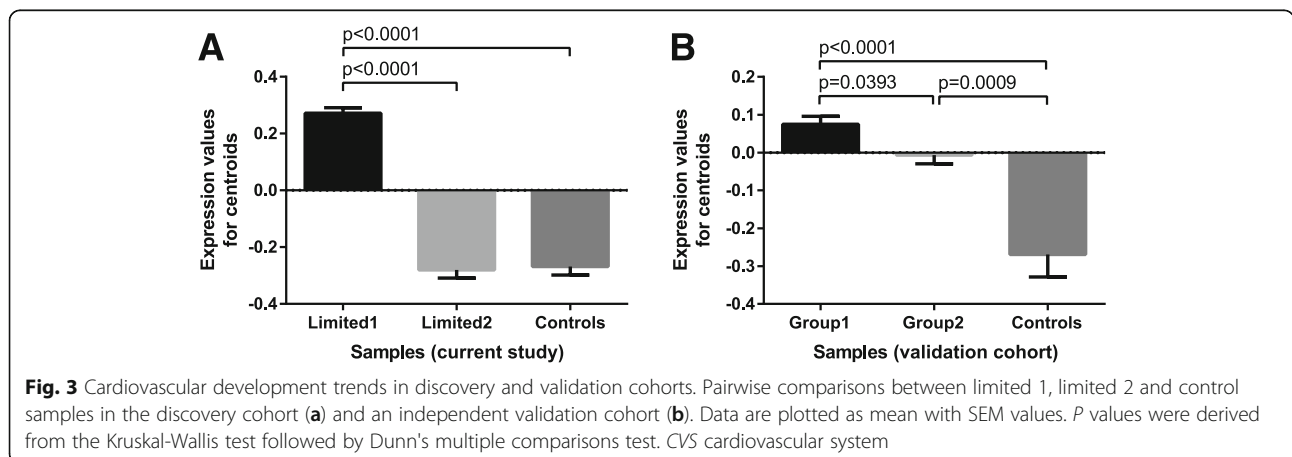 A
p<0.0001
p<0.0001
0.4
0.2
0.0
-0.2
-0.4
Expression values
for centroids
Limited1 Limited2 Controls
Samples (current study)
B
p<0.0001
p=0.0393 p=0.0009
0.2
0.1
0.0
-0.1
-0.2
-0.3
-0.4
Expression values
for centroids
Group1 Group2 Controls
Samples (validation cohort)
Fig. 3 Cardiovascular development trends in discovery and validation cohorts. Pairwise comparisons between limited 1, limited 2 and control
samples in the discovery cohort (a) and an independent validation cohort (b). Data are plotted as mean with SEM values. P values were derived
from the Kruskal-Wallis test followed by Dunn's multiple comparisons test. CVS cardiovascular system